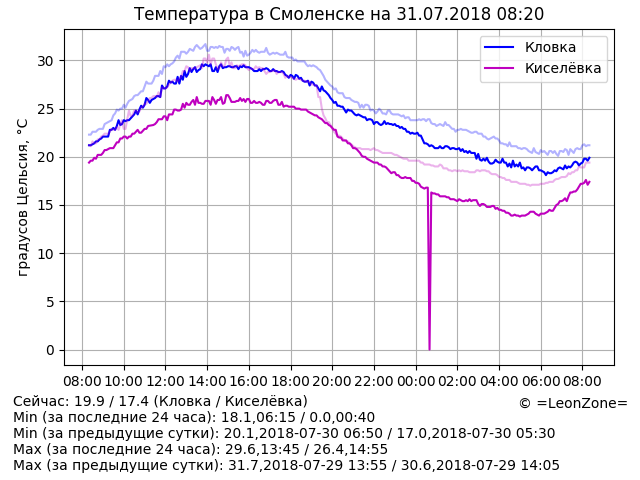 Температура в Смоленске на 31.07.2018 08:20
Кловка
Киселёвка
градусов Цельсия, °C
30
25
20
15
10
5
0
08:00 10:00 12:00 14:00 16:00 18:00 20:00 22:00 00:00 02:00 04:00 06:00 08:00
Сейчас: 19.9 / 17.4 (Кловка / Киселёвка)
© =LeonZone=
Min (за последние 24 часа): 18.1,06:15 / 0.0,00:40
Min (за предыдущие сутки): 20.1,2018-07-30 06:50 / 17.0,2018-07-30 05:30
Max (за последние 24 часа): 29.6,13:45 / 26.4,14:55
Max (за предыдущие сутки): 31.7,2018-07-29 13:55 / 30.6,2018-07-29 14:05